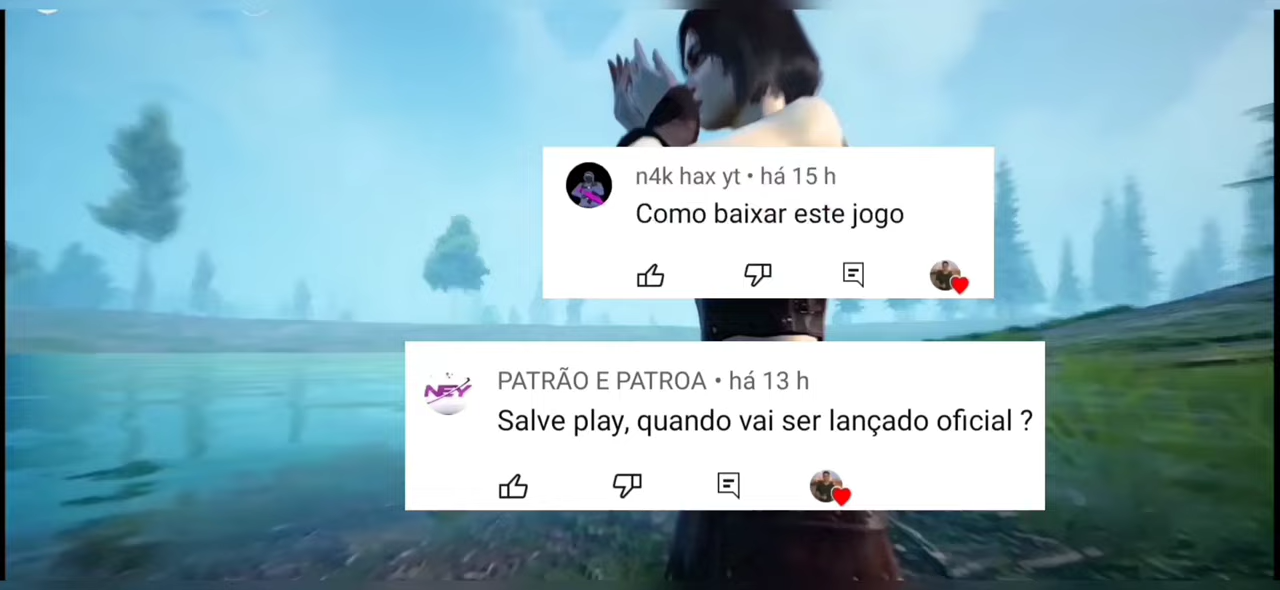 n4k hax yt • há 15 h
Como baixar este jogo
NEY
PATRÃO E PATROA • há 13 h
Salve play, quando vai ser lançado oficial ?